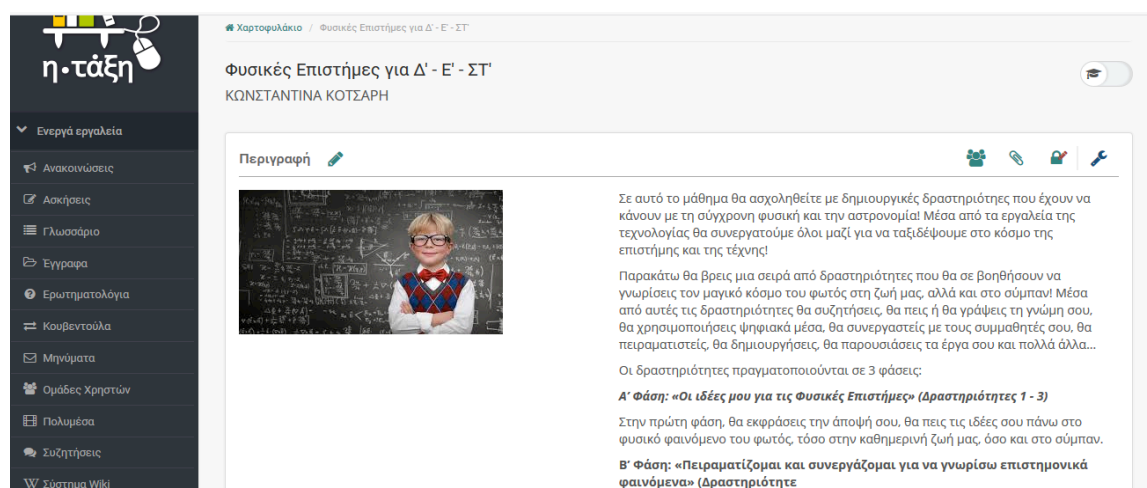 η•τάξη
Χαρτοφυλάκιο / Φυσικές Επιστήμες για Δ' - Ε' - ΣΤ'
Φυσικές Επιστήμες για Δ' - Ε' - ΣΤ'
ΚΩΝΣΤΑΝΤΙΝΑ ΚΟΤΣΑΡΗ
Ενεργά εργαλεία
Ανακοινώσεις
Ασκήσεις
Γλωσσάριο
Έγγραφα
Ερωτηματολόγια
Κουβεντούλα
Μηνύματα
Ομάδες Χρηστών
Πολυμέσα
Συζητήσεις
Σύστημα Wiki
Περιγραφή
Σε αυτό το μάθημα θα ασχοληθείτε με δημιουργικές δραστηριότηες που έχουν να
κάνουν με τη σύγχρονη φυσική και την αστρονομία! Μέσα από τα εργαλεία της
τεχνολογίας θα συνεργατούμε όλοι μαζί για να ταξιδέψουμε στο κόσμο της
επιστήμης και της τέχνης!
Παρακάτω θα βρεις μια σειρά από δραστηριότητες που θα σε βοηθήσουν να
γνωρίσεις τον μαγικό κόσμο του φωτός στη ζωή μας, αλλά και στο σύμπαν! Μέσα
από αυτές τις δραστηριότητες θα συζητήσεις, θα πεις ή θα γράψεις τη γνώμη σου,
θα χρησιμοποιήσεις ψηφιακά μέσα, θα συνεργαστείς με τους συμμαθητές σου, θα
πειραματιστείς, θα δημιουργήσεις, θα παρουσιάσεις τα έργα σου και πολλά άλλα...
Οι δραστηριότητες πραγματοποιούνται σε 3 φάσεις:
Α’ Φάση: «Οι ιδέες μου για τις Φυσικές Επιστήμες» (Δραστηριότητες 1 - 3)
Στην πρώτη φάση, θα εκφράσεις την άποψή σου, θα πεις τις ιδέες σου πάνω στο
φυσικό φαινόμενο του φωτός, τόσο στην καθημερινή ζωή μας, όσο και στο σύμπαν.
Β’ Φάση: «Πειραματίζομαι και συνεργάζομαι για να γνωρίσω επιστημονικά
φαινόμενα» (Δραστηριότητε